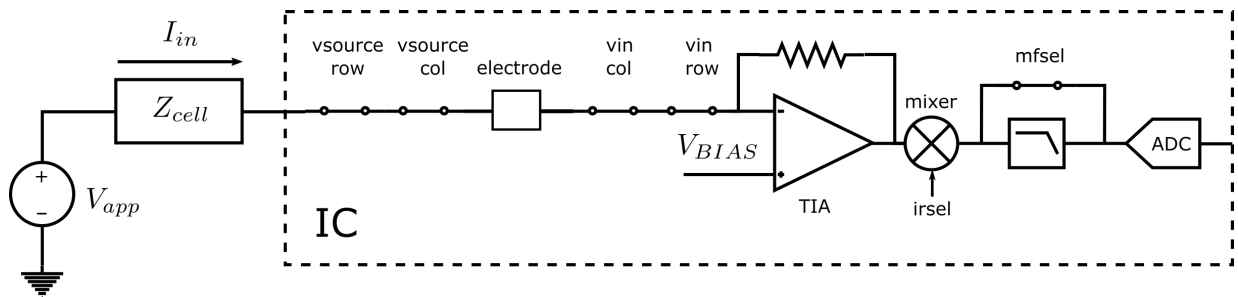 I_in
vsource
row
vsource
col
electrode
vin
col
vin
row
mfsel
mixer
Z_cell
+
−
V_app
-
+
V_BIAS
TIA
irsel
ADC
IC